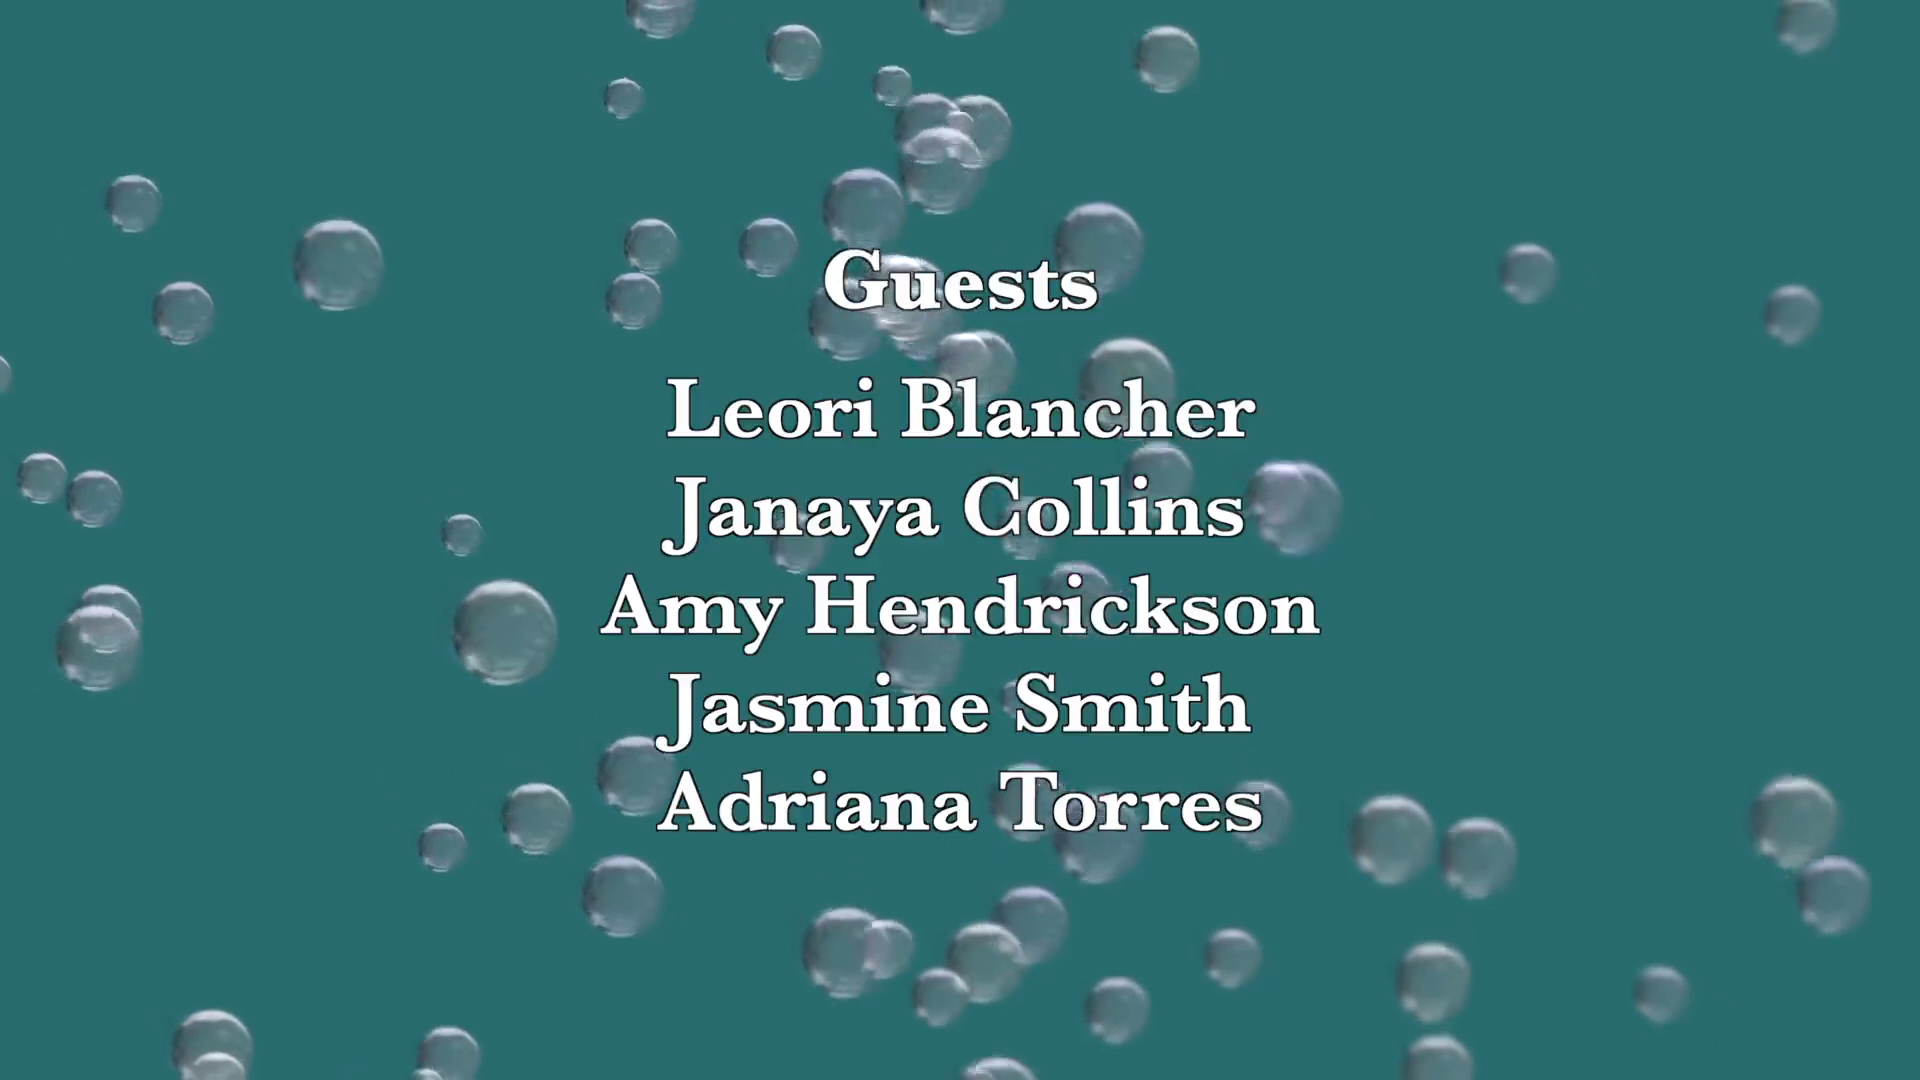 Guests
Leori Blancher
Janaya Collins
Amy Hendrickson
Jasmine Smith
Adriana Torres